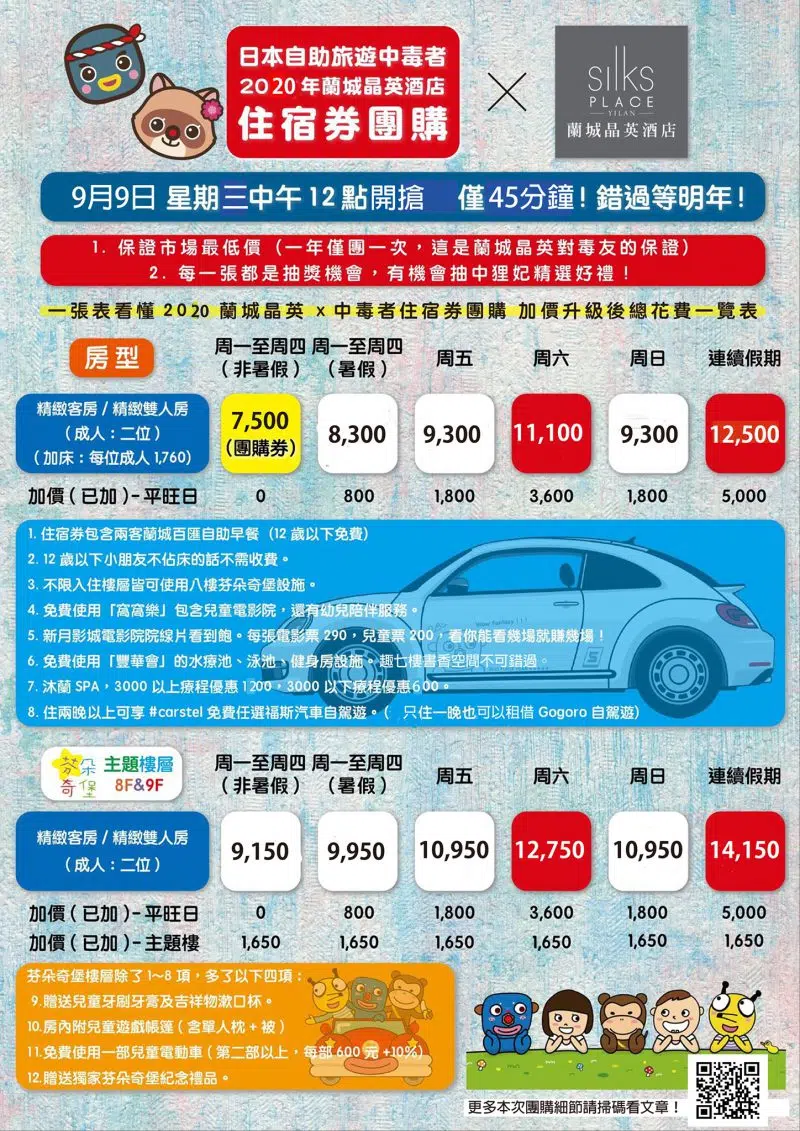 日本自助旅遊中毒者
2020年蘭城晶英酒店
住宿券團購
silks
PLACE
YILAN
蘭城晶英酒店
9月9日 星期三中午12點開搶 僅45分鐘！錯過等明年！
1. 保證市場最低價（一年僅團一次，這是蘭城晶英對毒友的保證）
2. 每一張都是抽獎機會，有機會抽中狸妃精選好禮！
一張表看懂2020 蘭城晶英 x 中毒者住宿券團購 加價升級後總花費一覽表
房型
周一至周四（非暑假）
周一至周四（暑假）
周五
周六
周日
連續假期
精緻客房 / 精緻雙人房
（成人：二位）
（加床：每位成人 1,760）
7,500
（團購券）
8,300
9,300
11,100
9,300
12,500
加價（已加）-平旺日 0 800 1,800 3,600 1,800 5,000
1. 住宿券包含兩客蘭城百匯自助早餐（12 歲以下免費）
2. 12 歲以下小朋友不佔床的話不需收費。
3. 不限入住樓層皆可使用八樓芬朵奇堡設施。
4. 免費使用「窩窩樂」包含兒童電影院，還有幼兒陪伴服務。
5. 新月影城電影院院線片看到飽。每張電影票 290，兒童票 200，看你能看幾場就賺幾場！
6. 免費使用「豐華會」的水療池、泳池、健身房設施。趣七樓書香空間不可錯過。
7. 沐蘭 SPA，3000 以上療程優惠1200，3000 以下療程優惠600。
8. 住兩晚以上可享 #carstel 免費任選福斯汽車自駕遊。（ 只住一晚也可以租借 Gogoro 自駕遊）
Wow! Fantasy !!!
芬朵奇堡
主題樓層
8F&9F
周一至周四（非暑假）
周一至周四（暑假）
周五
周六
周日
連續假期
精緻客房 / 精緻雙人房
（成人：二位）
9,150
9,950
10,950
12,750
10,950
14,150
加價（已加）-平旺日 0 800 1,800 3,600 1,800 5,000
加價（已加）-主題樓 1,650 1,650 1,650 1,650 1,650 1,650
芬朵奇堡樓層除了 1～8 項，多了以下四項：
9. 贈送兒童牙刷牙膏及吉祥物漱口杯。
10. 房內附兒童遊戲帳篷（含單人枕 + 被）
11. 免費使用一部兒童電動車（第二部以上，每部 600 元 +10%）
12. 贈送獨家芬朵奇堡紀念禮品。
更多本次團購細節請掃碼看文章！